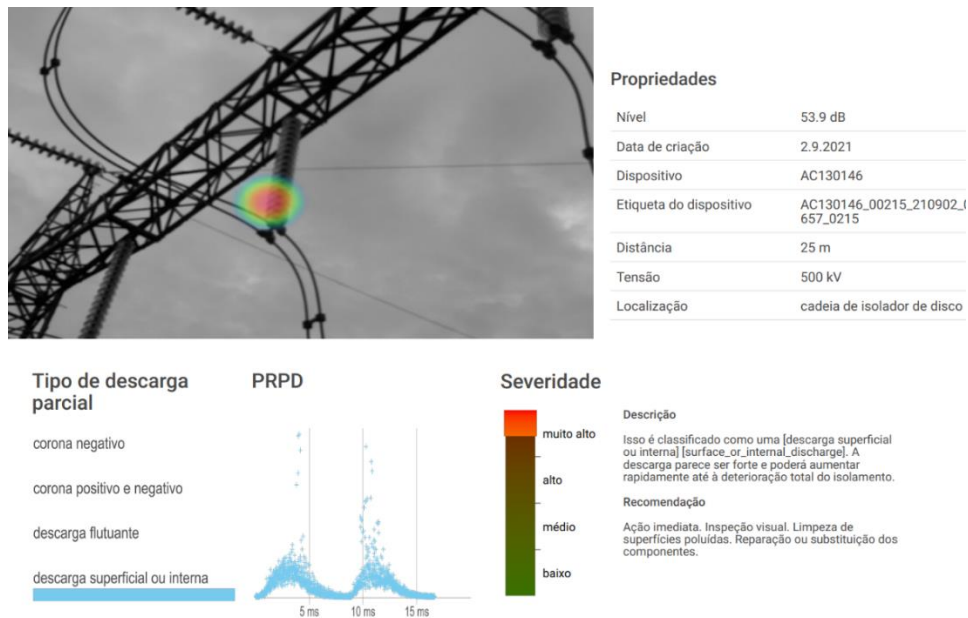 Propriedades
Nível 53.9 dB
Data de criação 2.9.2021
Dispositivo AC130146
Etiqueta do dispositivo AC130146_00215_210902_0
657_0215
Distância 25 m
Tensão 500 kV
Localização cadeia de isolador de disco
Tipo de descarga
parcial
corona negativo
corona positivo e negativo
descarga flutuante
descarga superficial ou interna
PRPD
5 ms 10 ms 15 ms
Severidade
muito alto
alto
médio
baixo
Descrição
Isso é classificado como uma [descarga superficial
ou interna] [surface_or_internal_discharge]. A
descarga parece ser forte e poderá aumentar
rapidamente até à deterioração total do isolamento.
Recomendação
Ação imediata. Inspeção visual. Limpeza de
superfícies poluídas. Reparação ou substituição dos
componentes.